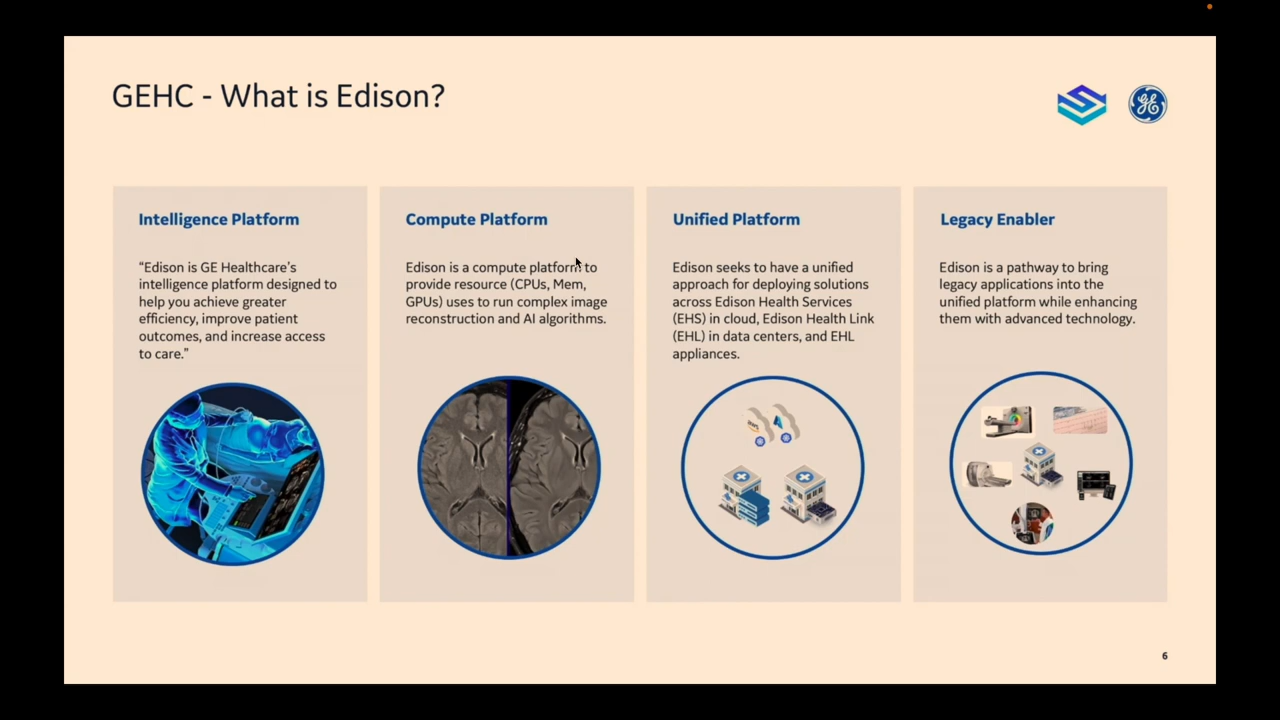 GEHC - What is Edison?
Intelligence Platform
“Edison is GE Healthcare’s
intelligence platform designed to
help you achieve greater
efficiency, improve patient
outcomes, and increase access
to care.”
Compute Platform
Edison is a compute platform to
provide resource (CPUs, Mem,
GPUs) uses to run complex image
reconstruction and AI algorithms.
Unified Platform
Edison seeks to have a unified
approach for deploying solutions
across Edison Health Services
(EHS) in cloud, Edison Health Link
(EHL) in data centers, and EHL
appliances.
aws
Legacy Enabler
Edison is a pathway to bring
legacy applications into the
unified platform while enhancing
them with advanced technology.
6